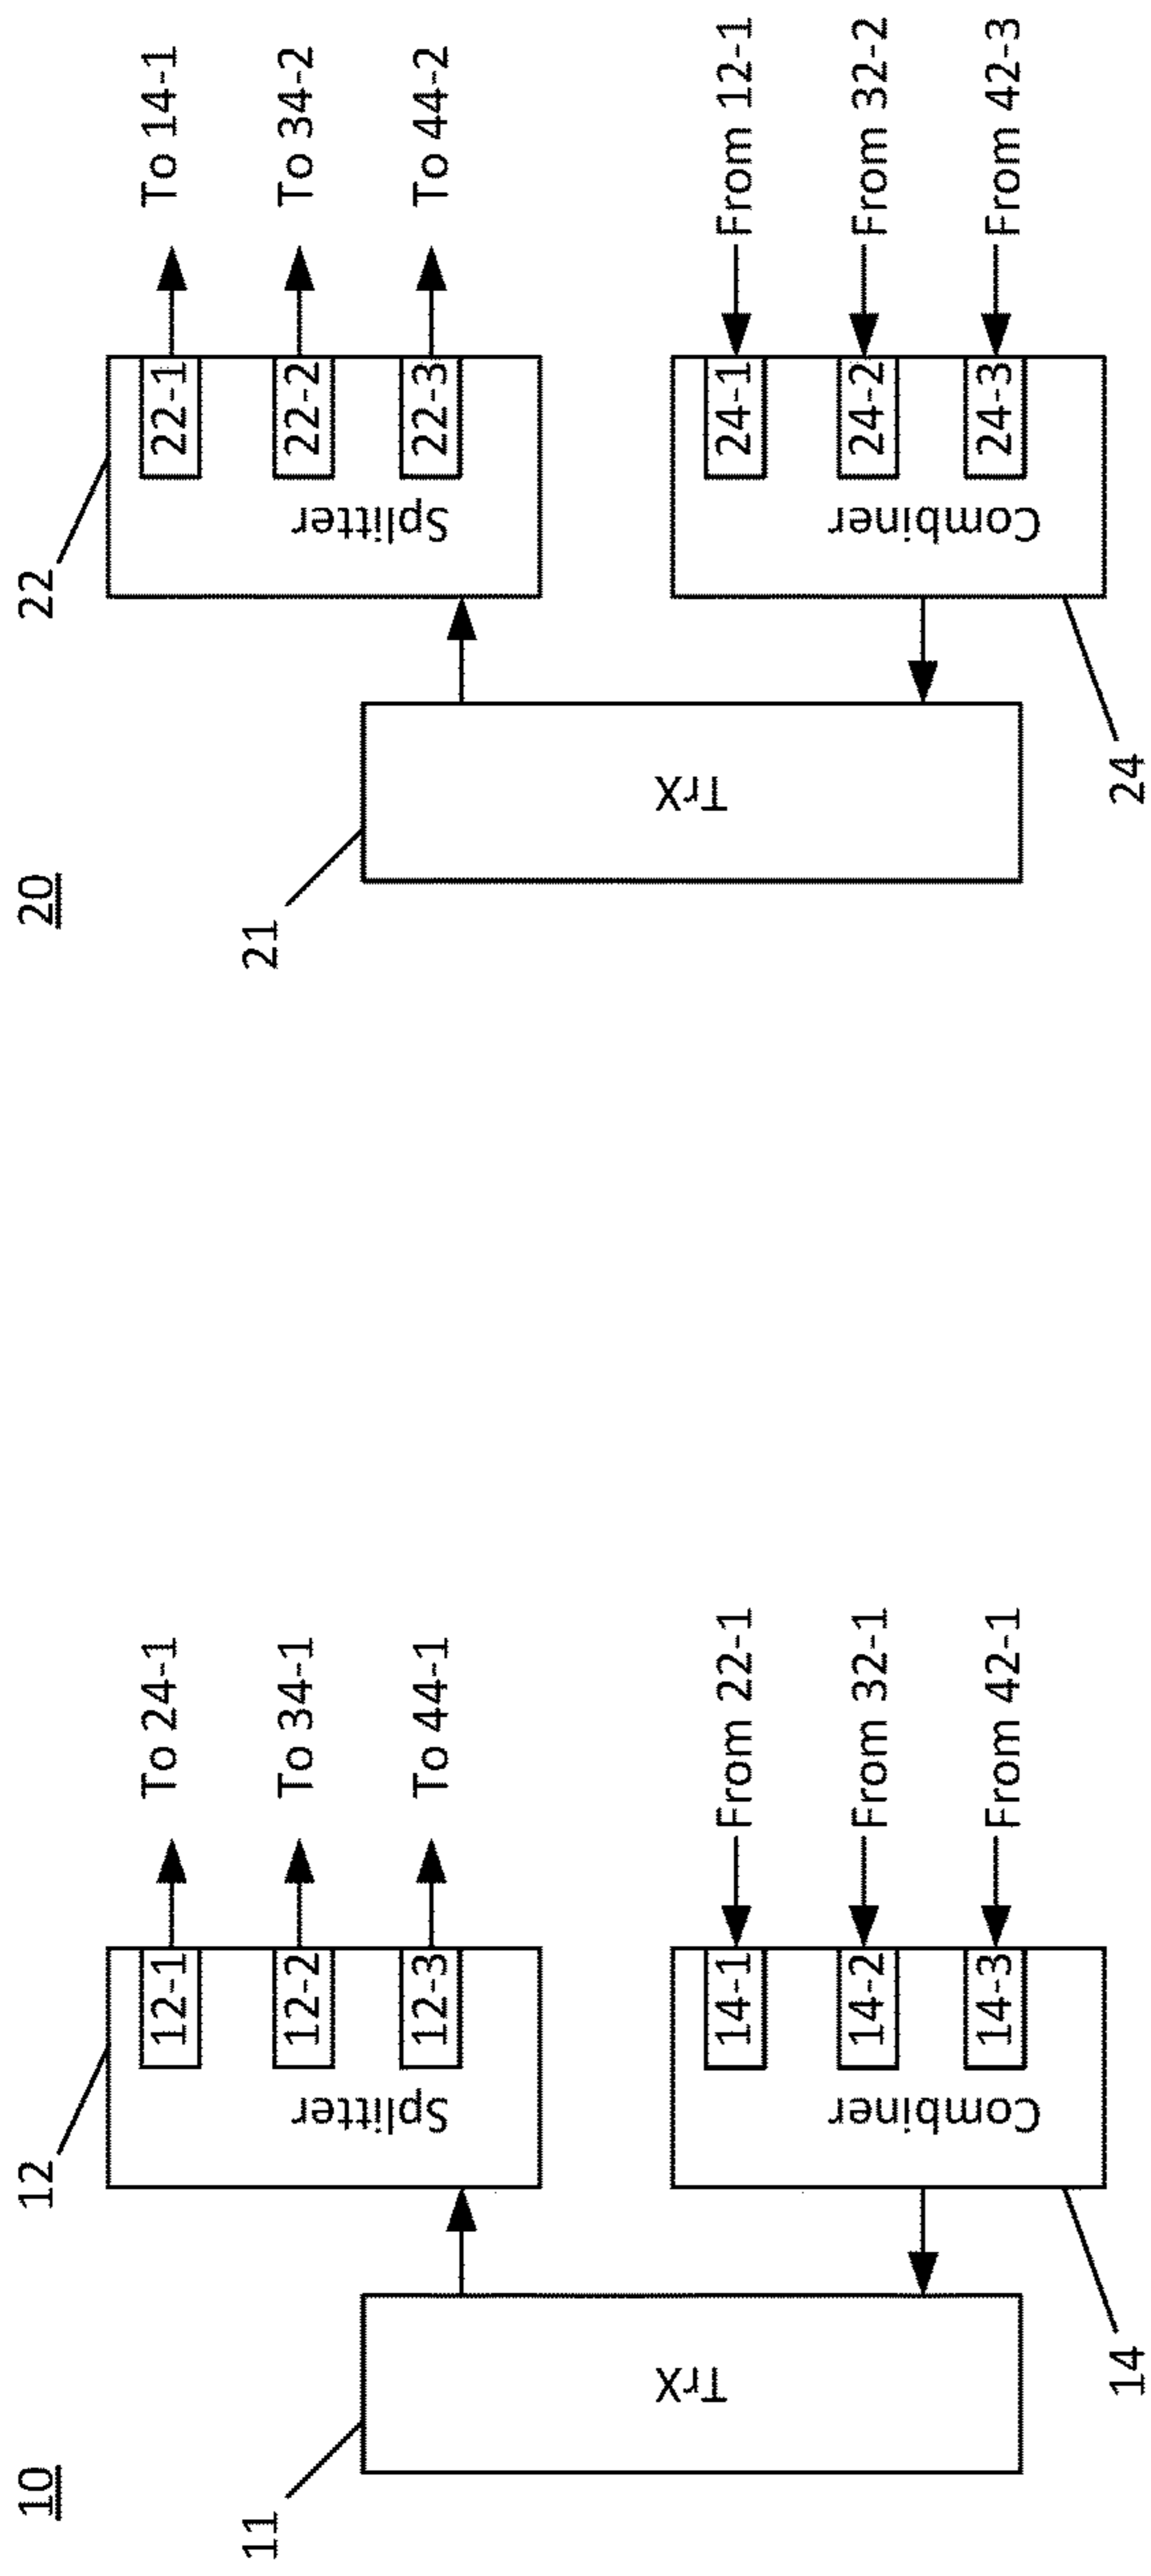 10
11
TrX
12
Splitter
12-1
To 24-1
12-2
To 34-1
12-3
To 44-1
14
Combiner
14-1
From 22-1
14-2
From 32-1
14-3
From 42-1
20
21
TrX
22
Splitter
22-1
To 14-1
22-2
To 34-2
22-3
To 44-2
24
Combiner
24-1
From 12-1
24-2
From 32-2
24-3
From 42-3